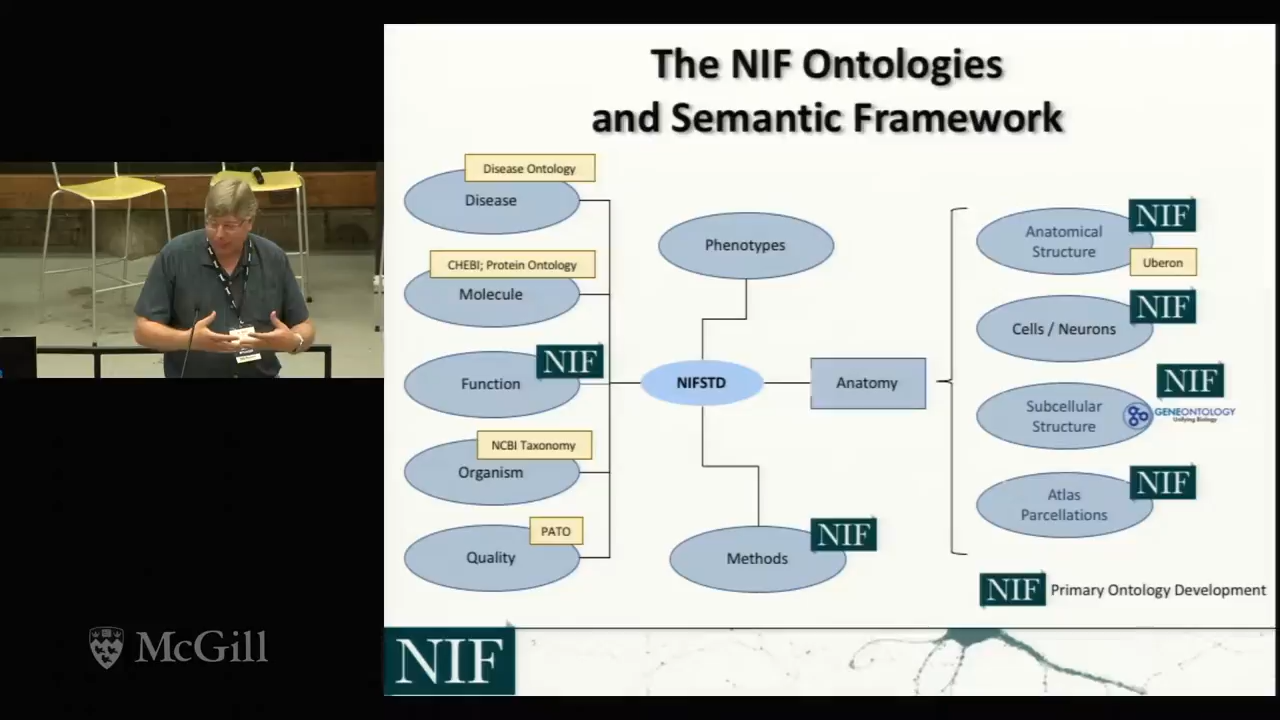 The NIF Ontologies
and Semantic Framework
Disease Ontology
Disease
CHEBI; Protein Ontology
Molecule
NIF
Function
NCBI Taxonomy
Organism
PATO
Quality
Phenotypes
NIFSTD
Anatomy
NIF
Methods
NIF
Anatomical
Structure
Uberon
NIF
Cells / Neurons
NIF
Subcellular
Structure
GENEONTOLOGY
Unifying Biology
NIF
Atlas
Parcellations
NIF Primary Ontology Development
McGill
NIF